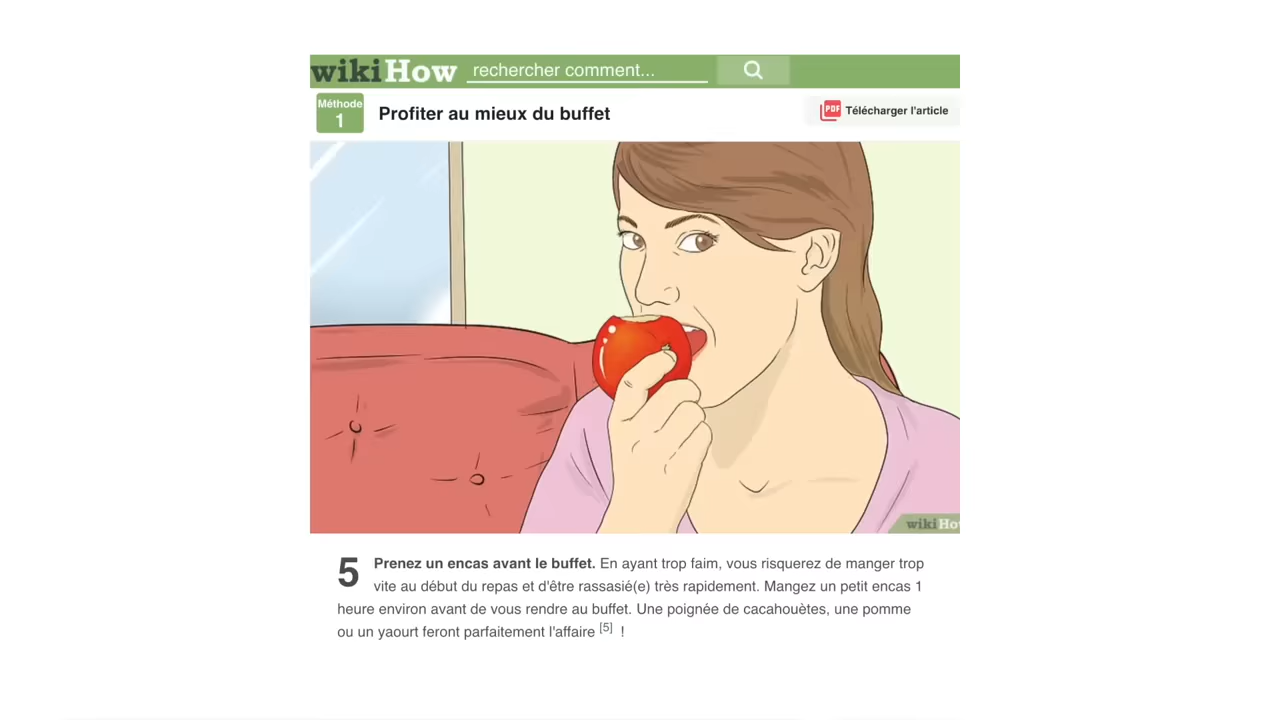 wikiHow rechercher comment...
Méthode
1
Profiter au mieux du buffet
PDF Télécharger l'article
wikiHo
5 Prenez un encas avant le buffet. En ayant trop faim, vous risquerez de manger trop
vite au début du repas et d'être rassasié(e) très rapidement. Mangez un petit encas 1
heure environ avant de vous rendre au buffet. Une poignée de cacahouètes, une pomme
ou un yaourt feront parfaitement l'affaire [5] !